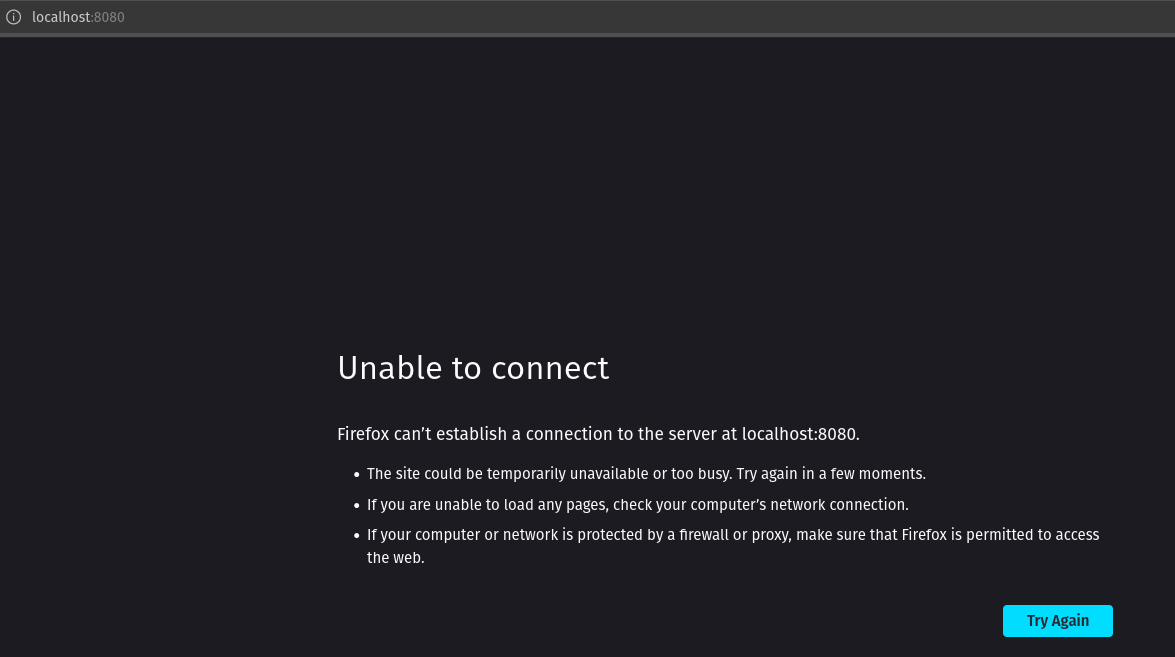 localhost:8080
Unable to connect
Firefox can’t establish a connection to the server at localhost:8080.
• The site could be temporarily unavailable or too busy. Try again in a few moments.
• If you are unable to load any pages, check your computer’s network connection.
• If your computer or network is protected by a firewall or proxy, make sure that Firefox is permitted to access
the web.
Try Again